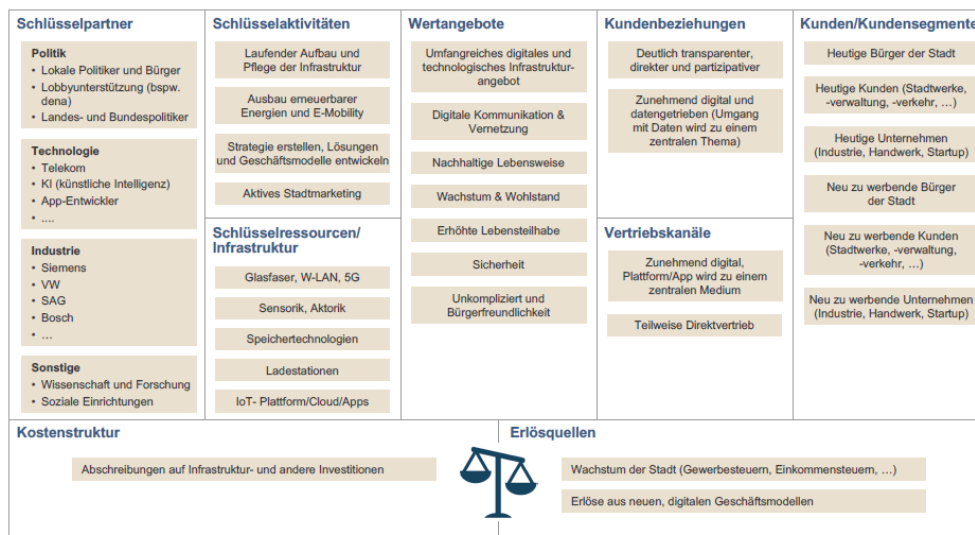 Schlüsselpartner
Politik
• Lokale Politiker und Bürger
• Lobbyunterstützung (bspw.
dena)
• Landes- und Bundespolitiker
Technologie
• Telekom
• KI (künstliche Intelligenz)
• App-Entwickler
• ....
Industrie
• Siemens
• VW
• SAG
• Bosch
• ...
Sonstige
• Wissenschaft und Forschung
• Soziale Einrichtungen
Schlüsselaktivitäten
Laufender Aufbau und
Pflege der Infrastruktur
Ausbau erneuerbarer
Energien und E-Mobility
Strategie erstellen, Lösungen
und Geschäftsmodelle entwickeln
Aktives Stadtmarketing
Schlüsselressourcen/
Infrastruktur
Glasfaser, W-LAN, 5G
Sensorik, Aktorik
Speichertechnologien
Ladestationen
IoT- Plattform/Cloud/Apps
Wertangebote
Umfangreiches digitales und
technologisches Infrastruktur-
angebot
Digitale Kommunikation &
Vernetzung
Nachhaltige Lebensweise
Wachstum & Wohlstand
Erhöhte Lebensteilhabe
Sicherheit
Unkompliziert und
Bürgerfreundlichkeit
Kundenbeziehungen
Deutlich transparenter,
direkter und partizipativer
Zunehmend digital und
datengetrieben (Umgang
mit Daten wird zu einem
zentralen Thema)
Vertriebskanäle
Zunehmend digital,
Plattform/App wird zu einem
zentralen Medium
Teilweise Direktvertrieb
Kunden/Kundensegmente
Heutige Bürger der Stadt
Heutige Kunden (Stadtwerke,
-verwaltung, -verkehr, ...)
Heutige Unternehmen
(Industrie, Handwerk, Startup)
Neu zu werbende Bürger
der Stadt
Neu zu werbende Kunden
(Stadtwerke, -verwaltung,
-verkehr, ...)
Neu zu werbende Unternehmen
(Industrie, Handwerk, Startup)
Kostenstruktur
Abschreibungen auf Infrastruktur- und andere Investitionen
Erlösquellen
Wachstum der Stadt (Gewerbesteuern, Einkommensteuern, ...)
Erlöse aus neuen, digitalen Geschäftsmodellen